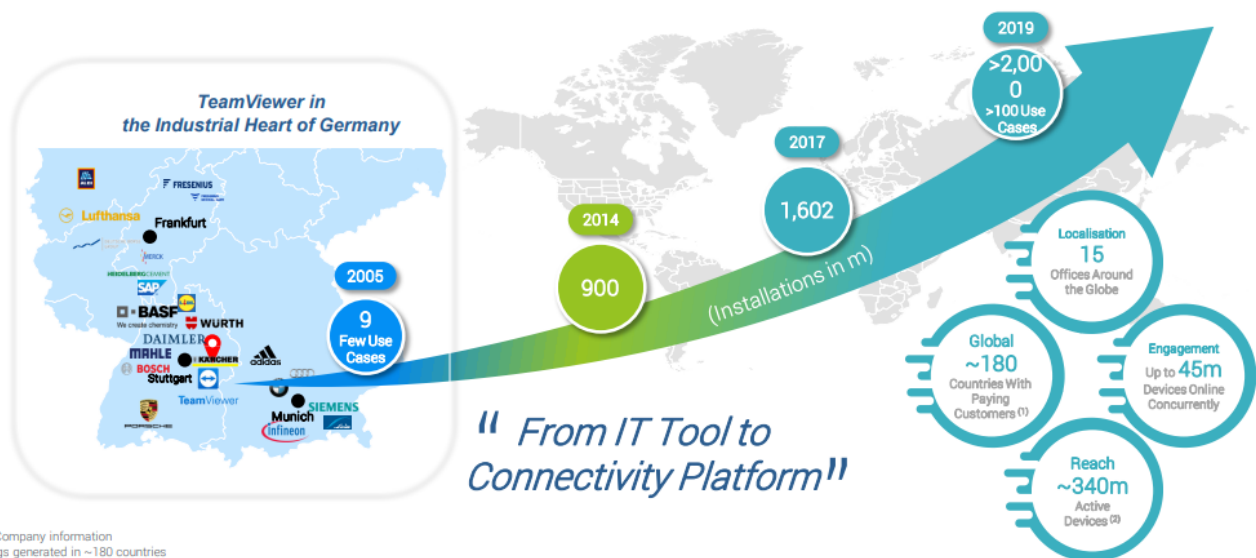 TeamViewer in
the Industrial Heart of Germany
FRESENIUS
Lufthansa
Frankfurt
MERCK
HEIDELBERGCEMENT
SAP
BASF
We create chemistry
WURTH
DAIMLER
MAHLE
KÄRCHER
BOSCH
Stuttgart
TeamViewer
PORSCHE
adidas
Munich
SIEMENS
infineon
2005
9
Few Use
Cases
2014
900
2017
1,602
2019
>2,00
0
>100 Use
Cases
(Installations in m)
“ From IT Tool to
Connectivity Platform”
Localisation
15
Offices Around
the Globe
Global
~180
Countries With
Paying
Customers (1)
Engagement
Up to 45m
Devices Online
Concurrently
Reach
~340m
Active
Devices (2)
Company information
gs generated in ~180 countries